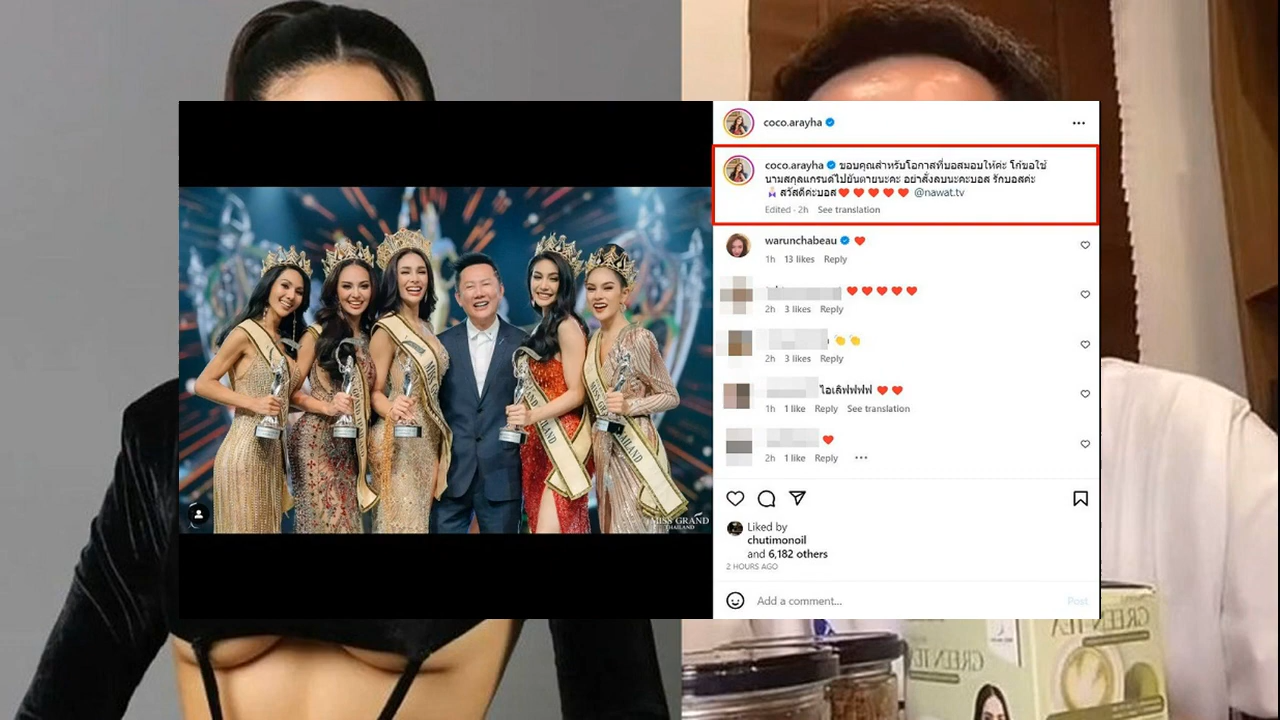 coco.arayha
coco.arayha ขอบคุณสำหรับโอกาสที่บอสมอบให้ค่ะ โก๋ขอใช้
นามสกุลแกรนด์ไปยันตายนะคะ อย่าสั่งลบนะคะบอส รักบอสค่ะ
สวัสดีค่ะบอส❤️❤️❤️❤️❤️ @nawat.tv
Edited · 2h See translation
warunchabeau ❤️
1h 13 likes Reply
❤️❤️❤️❤️❤️
2h 3 likes Reply
👏👏
2h 3 likes Reply
ไอเลิฟฟฟฟ ❤️❤️
1h 1 like Reply See translation
❤️
2h 1 like Reply
Liked by
chutimonoil
and 6,182 others
2 HOURS AGO
Add a comment...
Post
MISS GRAND
THAILAND
GREEN TEA
GREEN TEA